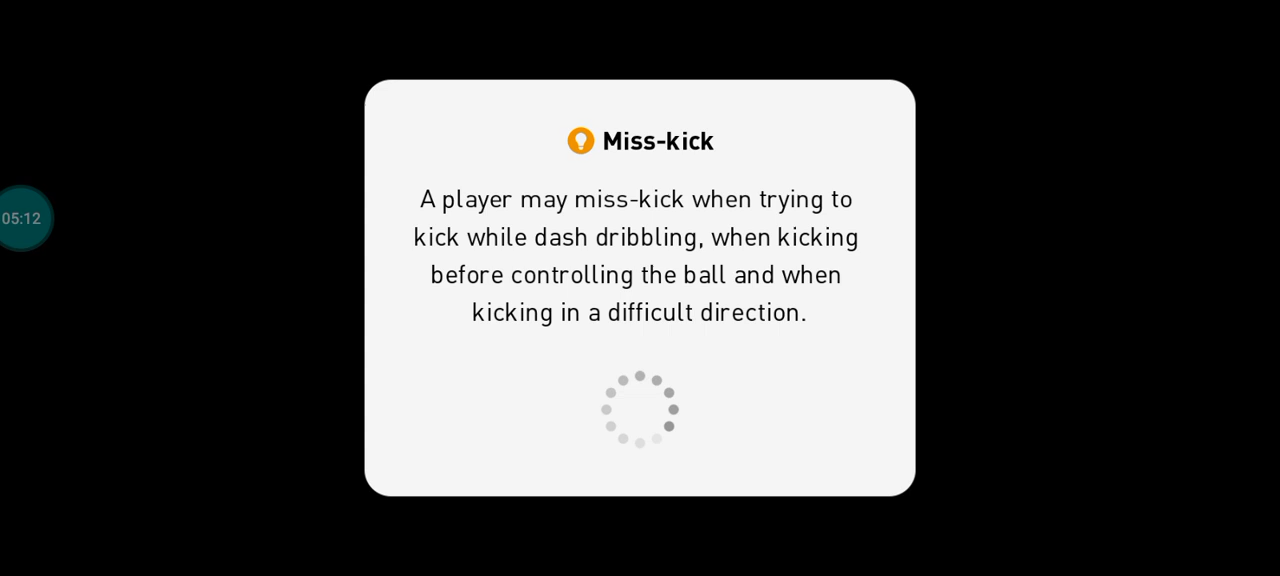 Miss-kick
05:12
A player may miss-kick when trying to
kick while dash dribbling, when kicking
before controlling the ball and when
kicking in a difficult direction.